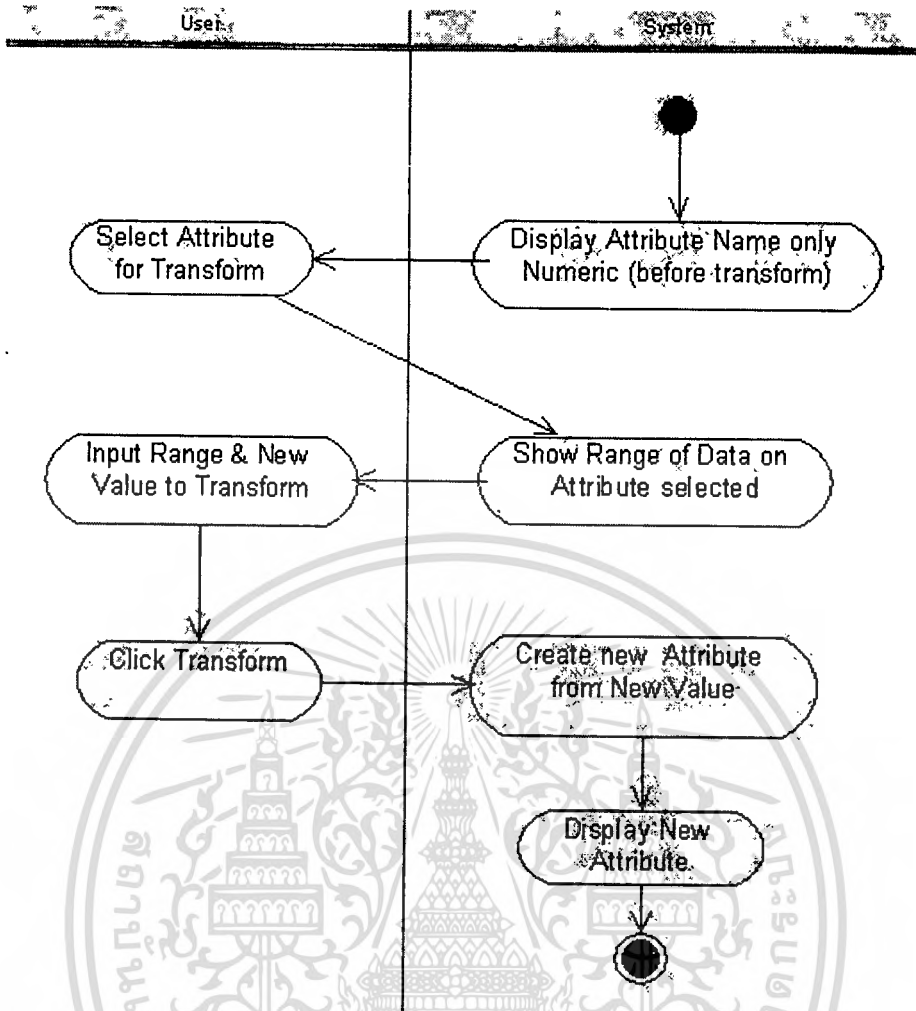 User
System
Display Attribute Name only
Numeric (before transform)
Select Attribute
for Transform
Show Range of Data on
Attribute selected
Input Range & New
Value to Transform
Click Transform
Create new Attribute
from New Value
Display New
Attribute